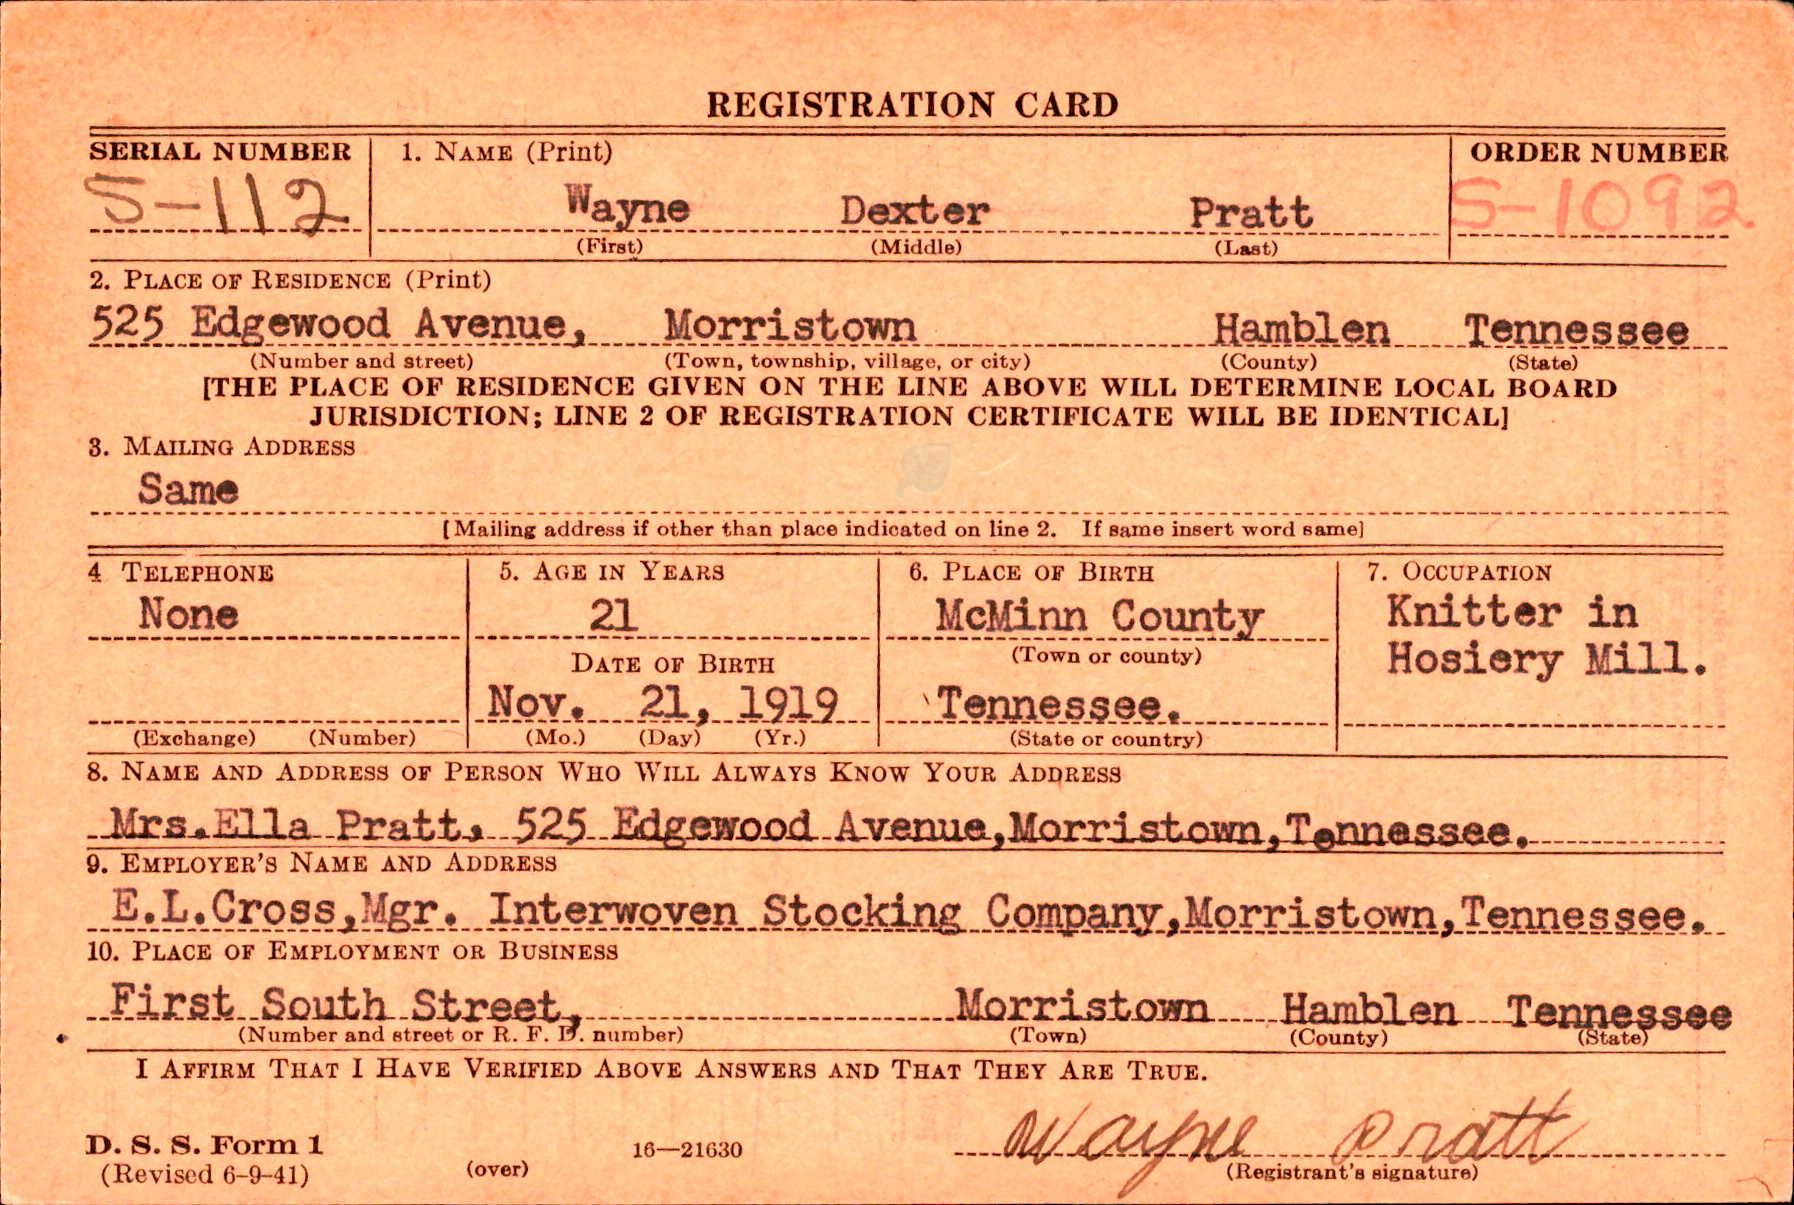 REGISTRATION CARD
SERIAL NUMBER 1. NAME (Print) ORDER NUMBER
S-112 Wayne Dexter Pratt S-1092
(First) (Middle) (Last)
2. PLACE OF RESIDENCE (Print)
525 Edgewood Avenue, Morristown Hamblen Tennessee
(Number and street) (Town, township, village, or city) (County) (State)
[THE PLACE OF RESIDENCE GIVEN ON THE LINE ABOVE WILL DETERMINE LOCAL BOARD
JURISDICTION; LINE 2 OF REGISTRATION CERTIFICATE WILL BE IDENTICAL]
3. MAILING ADDRESS
Same
[Mailing address if other than place indicated on line 2. If same insert word same]
4 TELEPHONE 5. AGE IN YEARS 6. PLACE OF BIRTH 7. OCCUPATION
None 21 McMinn County Knitter in
DATE OF BIRTH (Town or county) Hosiery Mill.
Nov. 21, 1919 Tennessee.
(Exchange) (Number) (Mo.) (Day) (Yr.) (State or country)
8. NAME AND ADDRESS OF PERSON WHO WILL ALWAYS KNOW YOUR ADDRESS
Mrs.Ella Pratt, 525 Edgewood Avenue,Morristown,Tennessee.
9. EMPLOYER'S NAME AND ADDRESS
E.L.Cross,Mgr. Interwoven Stocking Company,Morristown,Tennessee.
10. PLACE OF EMPLOYMENT OR BUSINESS
First South Street, Morristown Hamblen Tennessee
(Number and street or R. F. D. number) (Town) (County) (State)
I AFFIRM THAT I HAVE VERIFIED ABOVE ANSWERS AND THAT THEY ARE TRUE.
D. S. S. Form 1 16—21630 Wayne Pratt
(Revised 6-9-41) (over) (Registrant's signature)